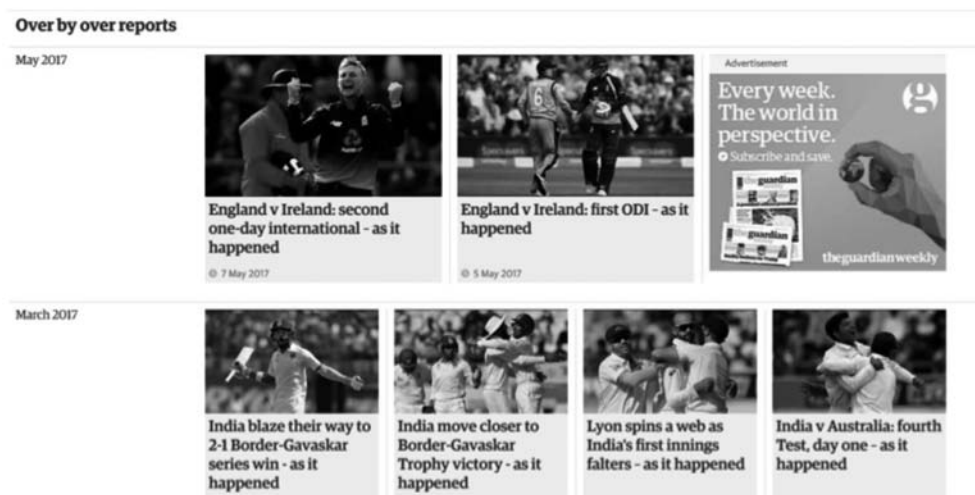 Over by over reports
May 2017
England v Ireland: second
one-day international – as it
happened
7 May 2017
England v Ireland: first ODI – as it
happened
5 May 2017
Advertisement
Every week.
The world in
perspective.
Subscribe and save.
theguardian
guardian
theguardianweekly
March 2017
India blaze their way to
2-1 Border-Gavaskar
series win - as it
happened
India move closer to
Border-Gavaskar
Trophy victory - as it
happened
Lyon spins a web as
India's first innings
falters – as it happened
India v Australia: fourth
Test, day one – as it
happened